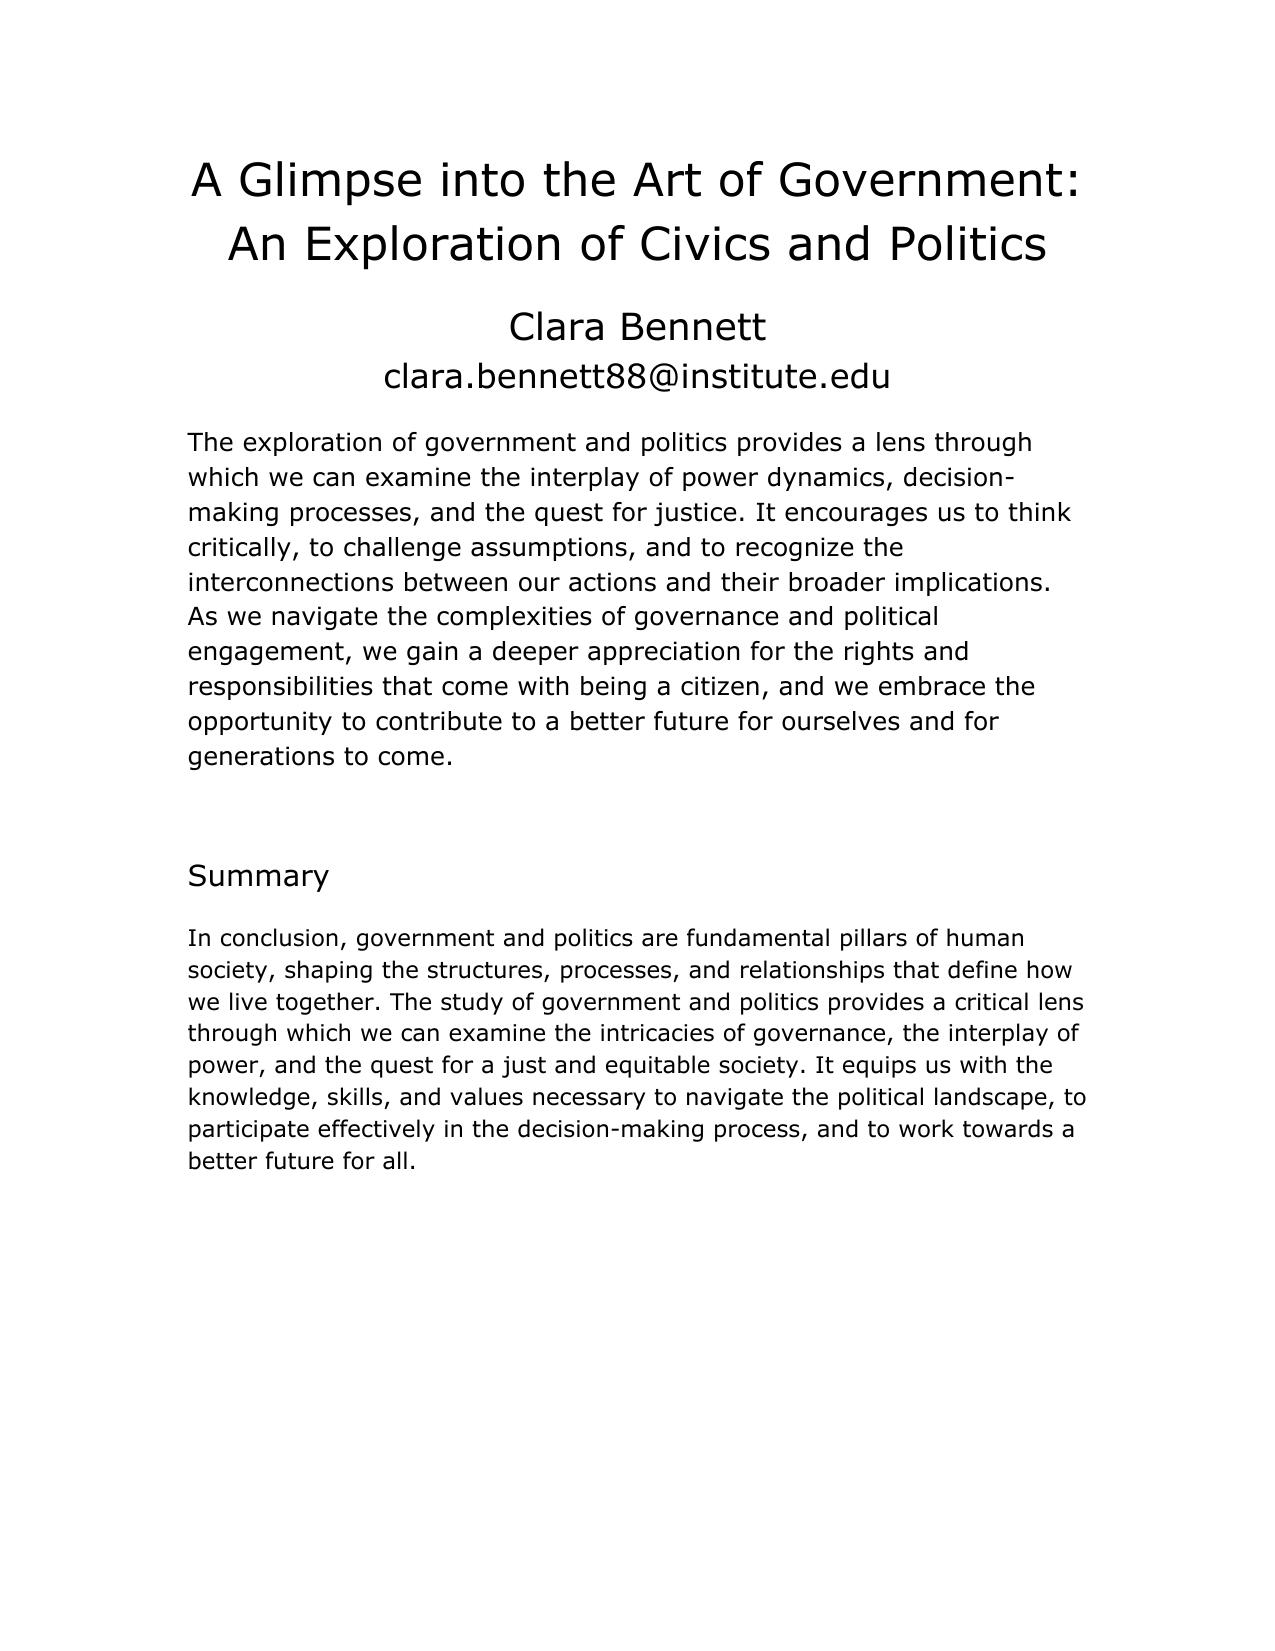 A Glimpse into the Art of Government:
An Exploration of Civics and Politics
Clara Bennett
clara.bennett88@institute.edu
The exploration of government and politics provides a lens through
which we can examine the interplay of power dynamics, decision-
making processes, and the quest for justice. It encourages us to think
critically, to challenge assumptions, and to recognize the
interconnections between our actions and their broader implications.
As we navigate the complexities of governance and political
engagement, we gain a deeper appreciation for the rights and
responsibilities that come with being a citizen, and we embrace the
opportunity to contribute to a better future for ourselves and for
generations to come.
Summary
In conclusion, government and politics are fundamental pillars of human
society, shaping the structures, processes, and relationships that define how
we live together. The study of government and politics provides a critical lens
through which we can examine the intricacies of governance, the interplay of
power, and the quest for a just and equitable society. It equips us with the
knowledge, skills, and values necessary to navigate the political landscape, to
participate effectively in the decision-making process, and to work towards a
better future for all.